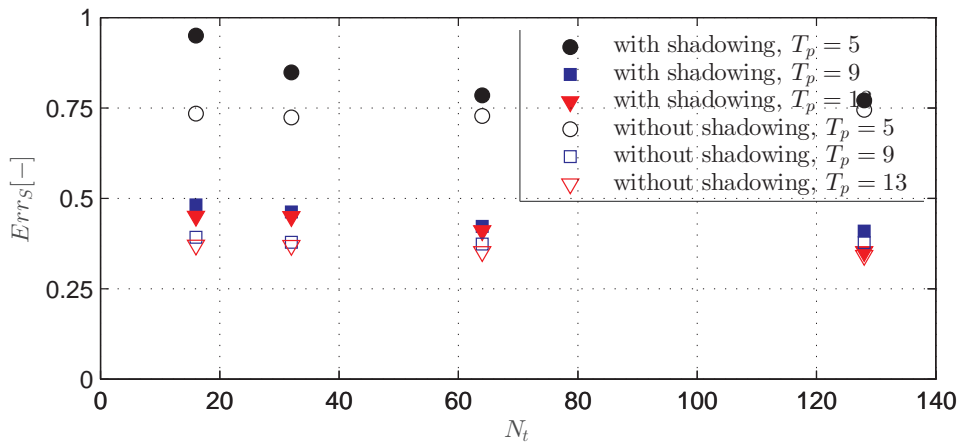 1
0.75
0.5
0.25
0
Err_S[−]
0 20 40 60 80 100 120 140
N_t
with shadowing, T_p = 5
with shadowing, T_p = 9
with shadowing, T_p = 13
without shadowing, T_p = 5
without shadowing, T_p = 9
without shadowing, T_p = 13